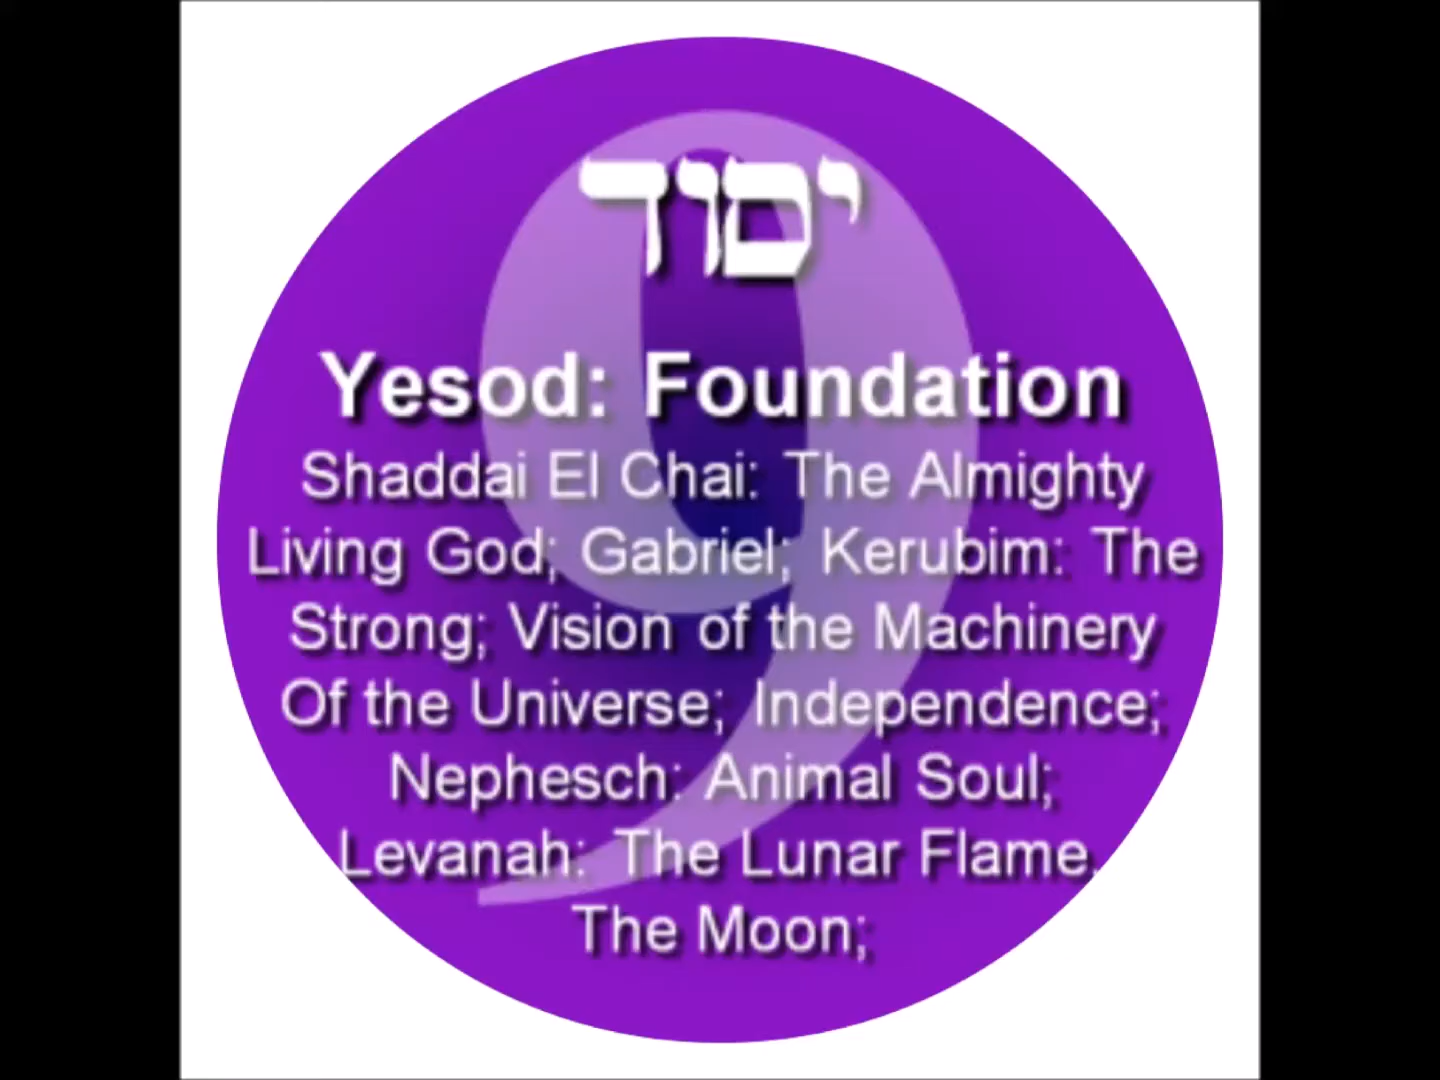 9
יסוד
Yesod: Foundation
Shaddai El Chai: The Almighty
Living God; Gabriel; Kerubim: The
Strong; Vision of the Machinery
Of the Universe; Independence;
Nephesch: Animal Soul;
Levanah: The Lunar Flame.
The Moon;